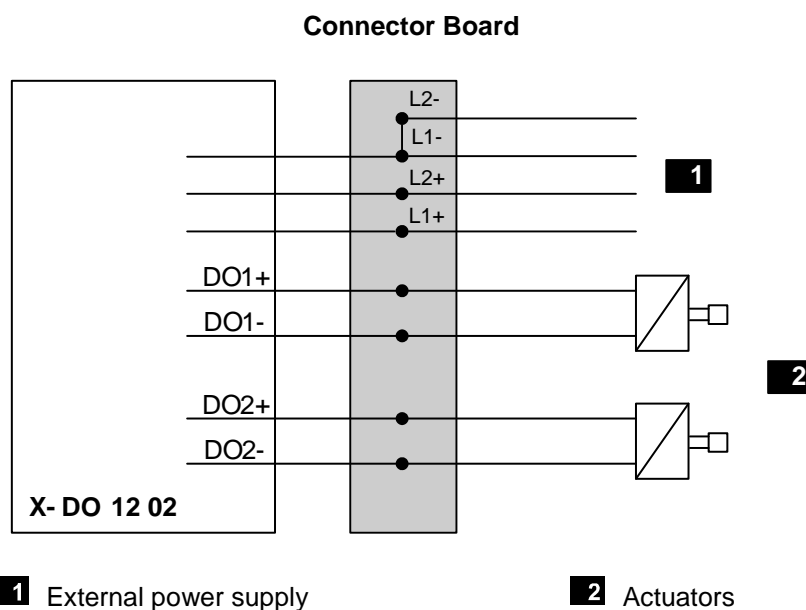 Connector Board
L2-
L1-
L2+
1
L1+
DO1+
DO1-
2
DO2+
DO2-
X- DO 12 02
1 External power supply
2 Actuators